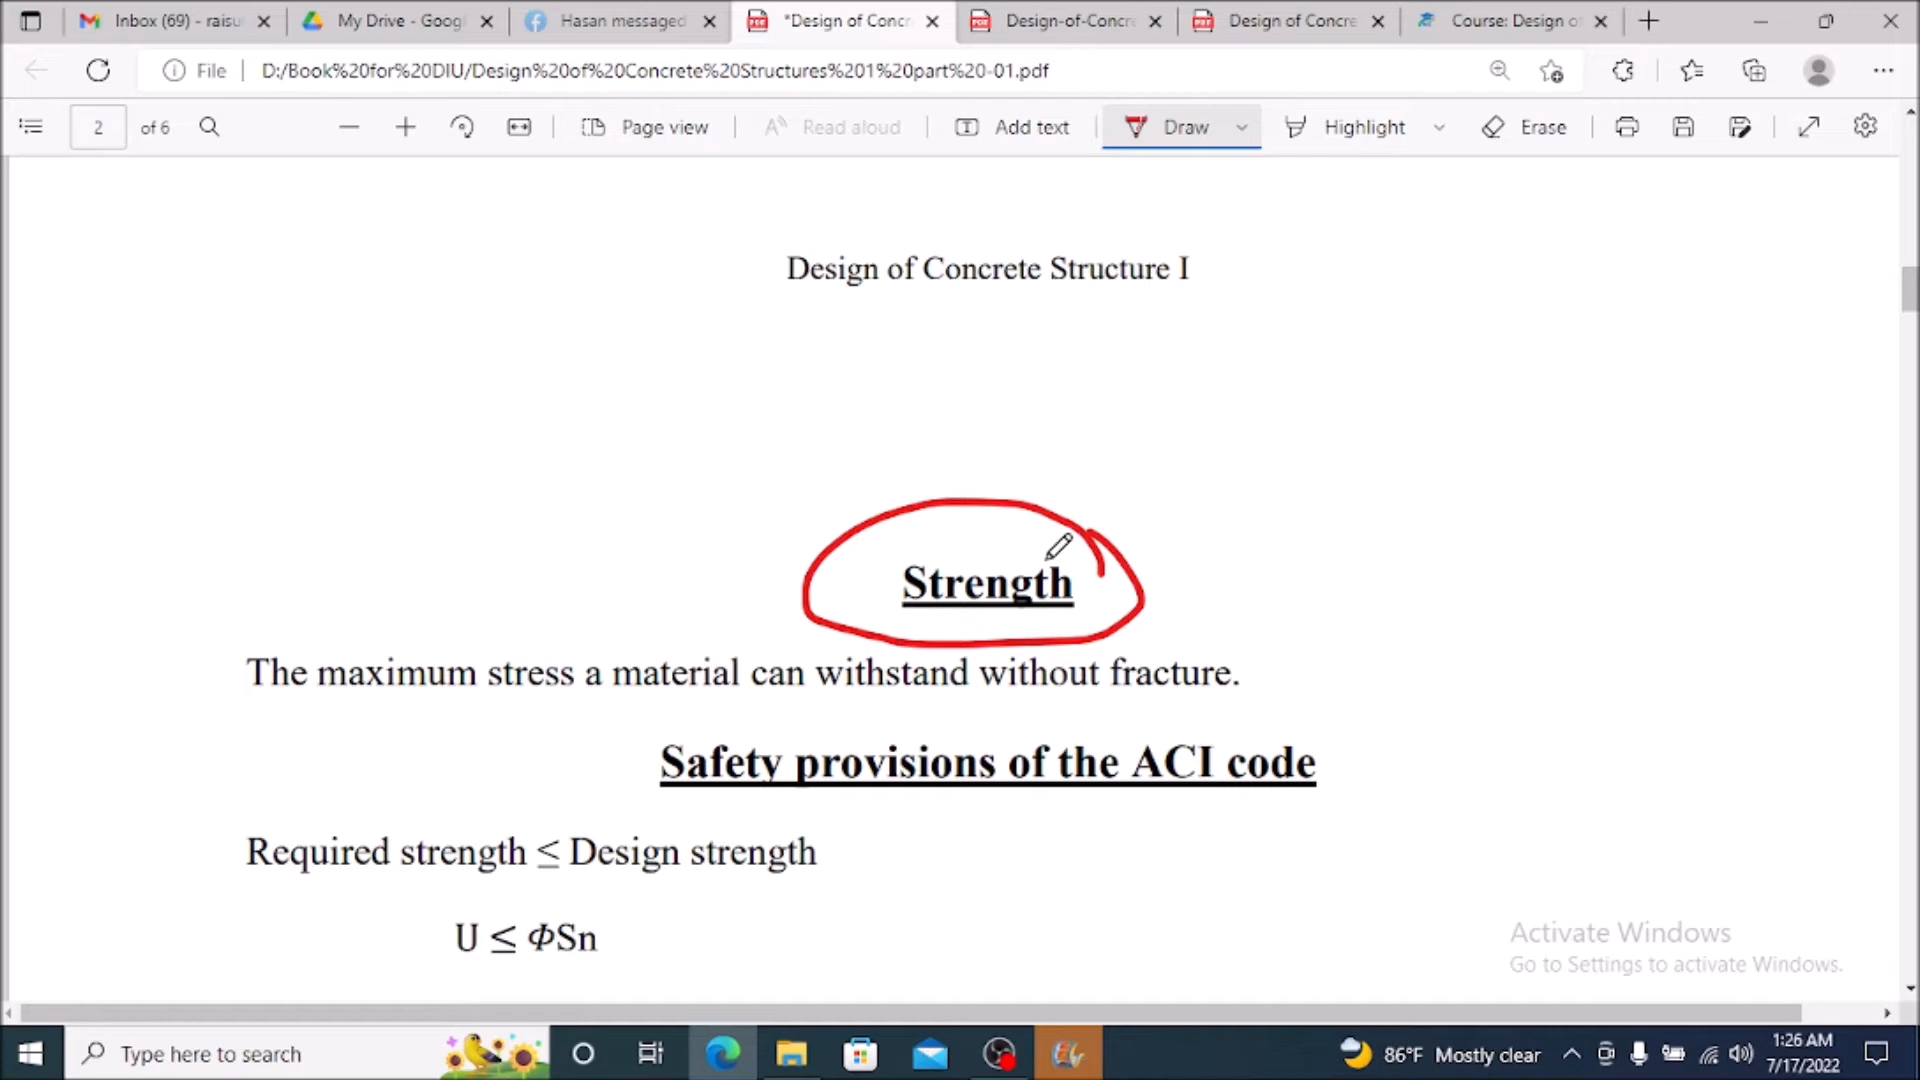 Inbox (69) - raisu
My Drive - Googl
Hasan messaged
*Design of Concr
Design-of-Concre
Design of Concre
Course: Design o
File
D:/Book%20for%20DIU/Design%20of%20Concrete%20Structures%201%20part%20-01.pdf
2 of 6
Page view
Read aloud
Add text
Draw
Highlight
Erase
Design of Concrete Structure I
Strength
The maximum stress a material can withstand without fracture.
Safety provisions of the ACI code
Required strength ≤ Design strength
U ≤ ΦSn
Activate Windows
Go to Settings to activate Windows.
Type here to search
86°F Mostly clear
1:26 AM
7/17/2022